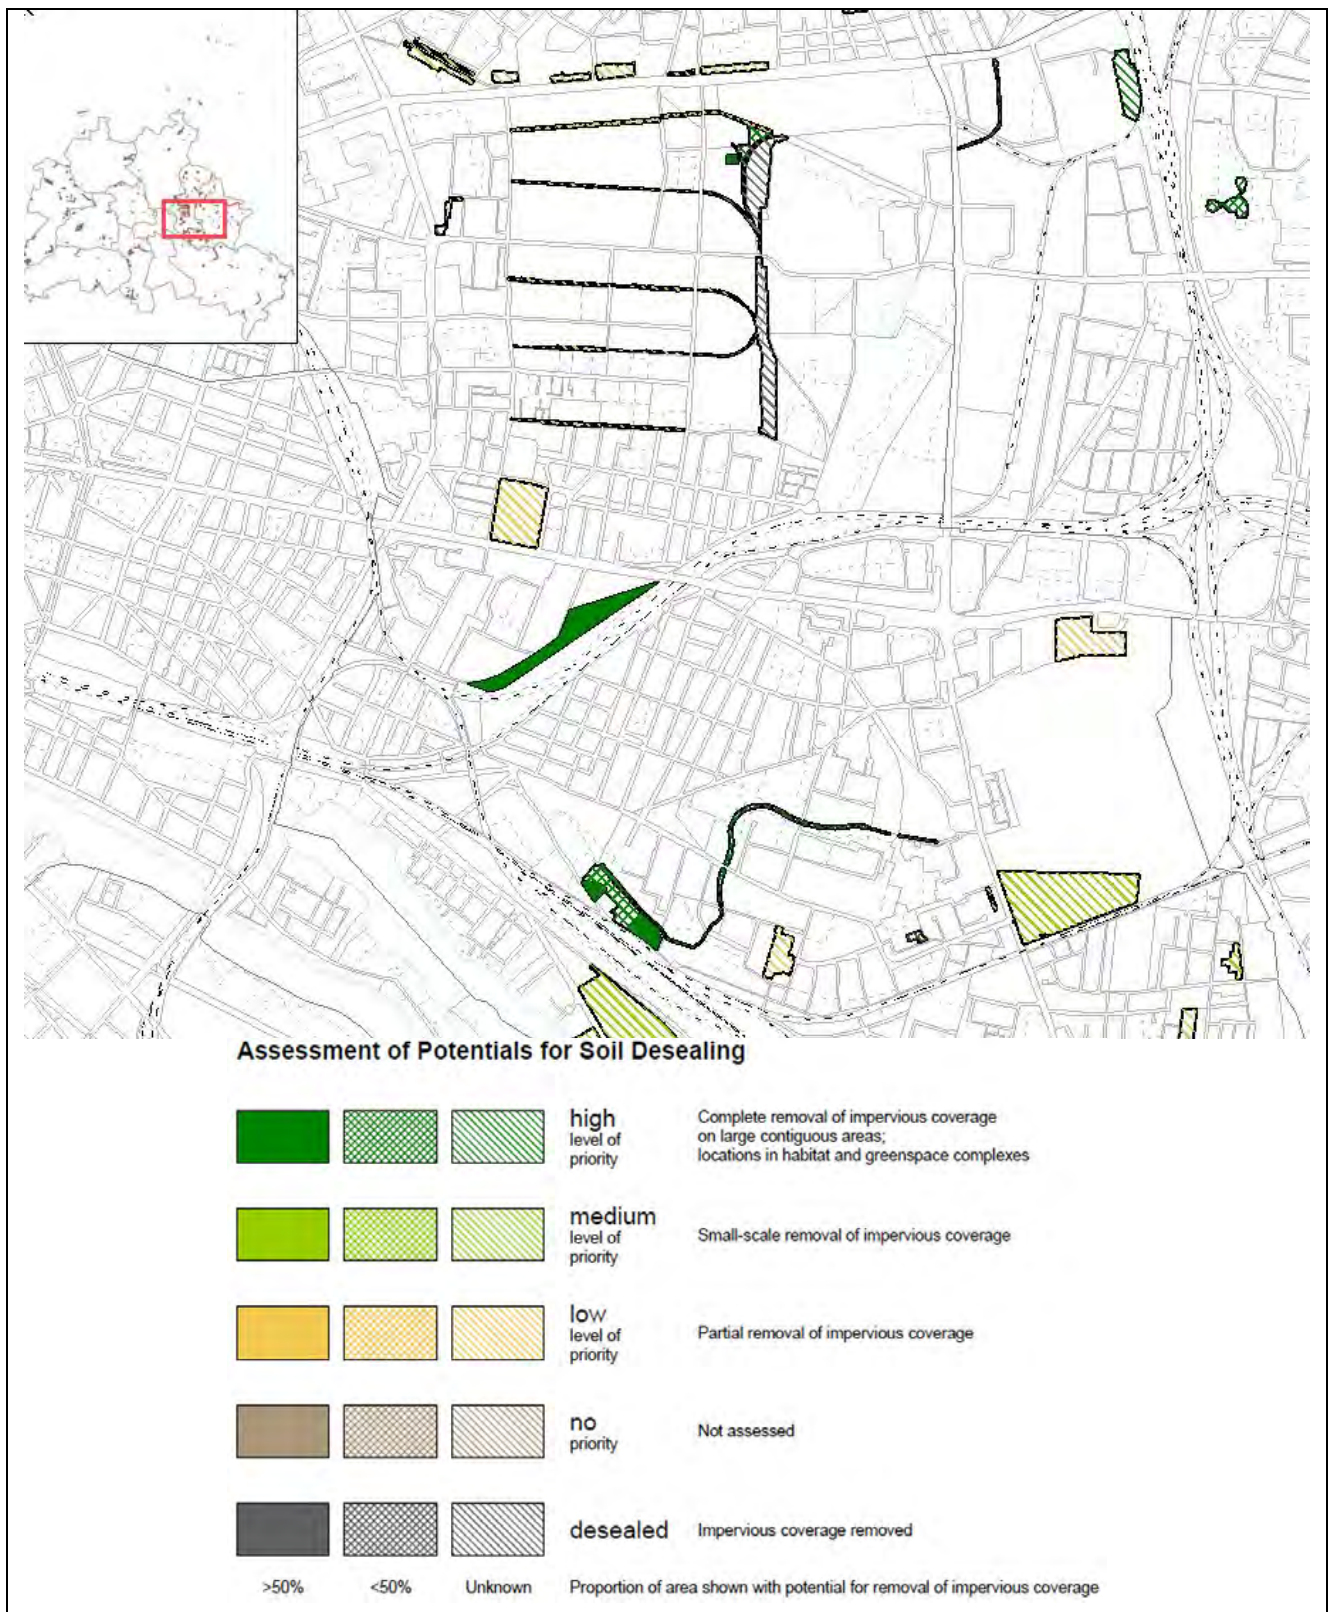 Assessment of Potentials for Soil Desealing
high
level of
priority
Complete removal of impervious coverage
on large contiguous areas;
locations in habitat and greenspace complexes
medium
level of
priority
Small-scale removal of impervious coverage
low
level of
priority
Partial removal of impervious coverage
no
priority
Not assessed
desealed
Impervious coverage removed
>50%
<50%
Unknown
Proportion of area shown with potential for removal of impervious coverage